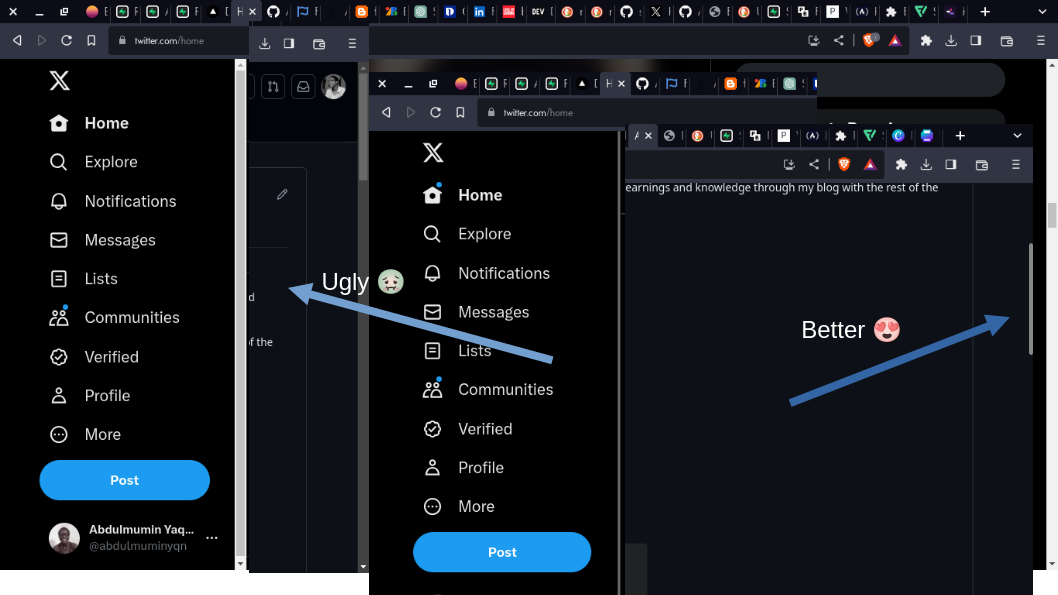 twitter.com/home
Home
Explore
Notifications
Messages
Lists
Communities
Verified
Profile
More
Post
Abdulmumin Yaq...
@abdulmuminyqn
d
of the
Ugly 🤢
twitter.com/home
Home
Explore
Notifications
Messages
Lists
Communities
Verified
Profile
More
Post
earnings and knowledge through my blog with the rest of the
Better 😍